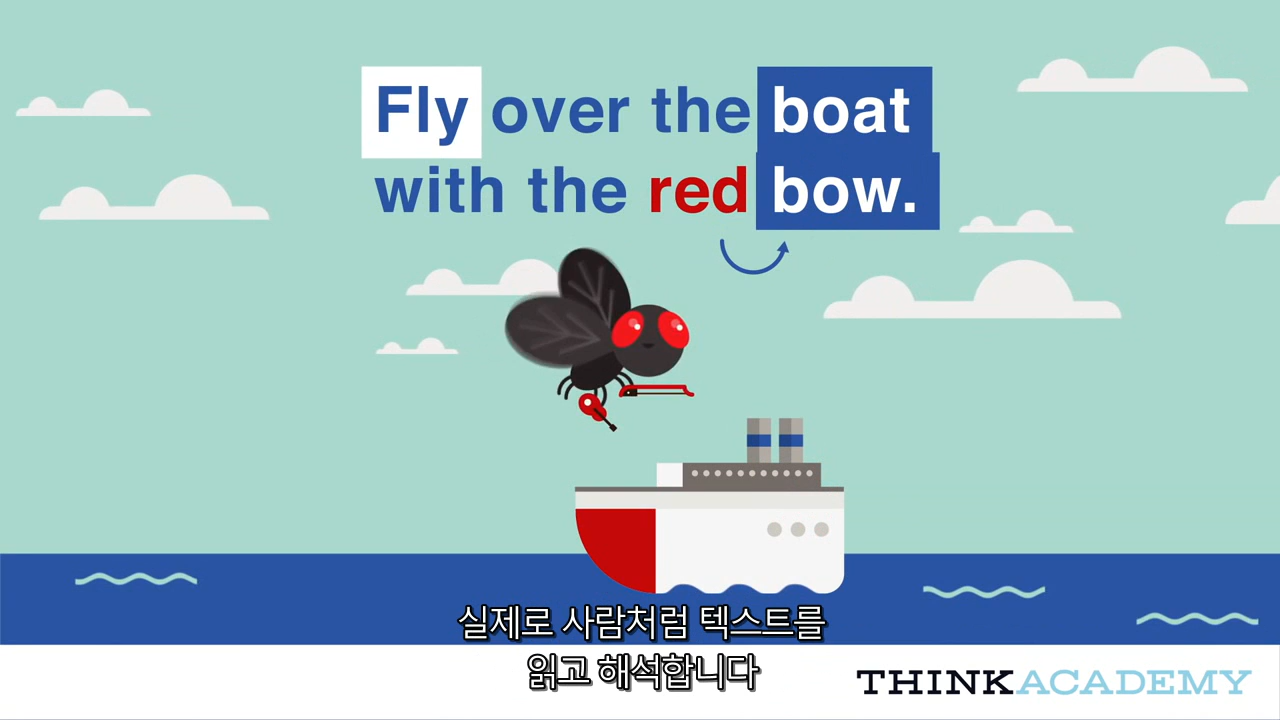 Fly over the boat
with the red bow.
실제로 사람처럼 텍스트를
읽고 해석합니다
THINKACADEMY